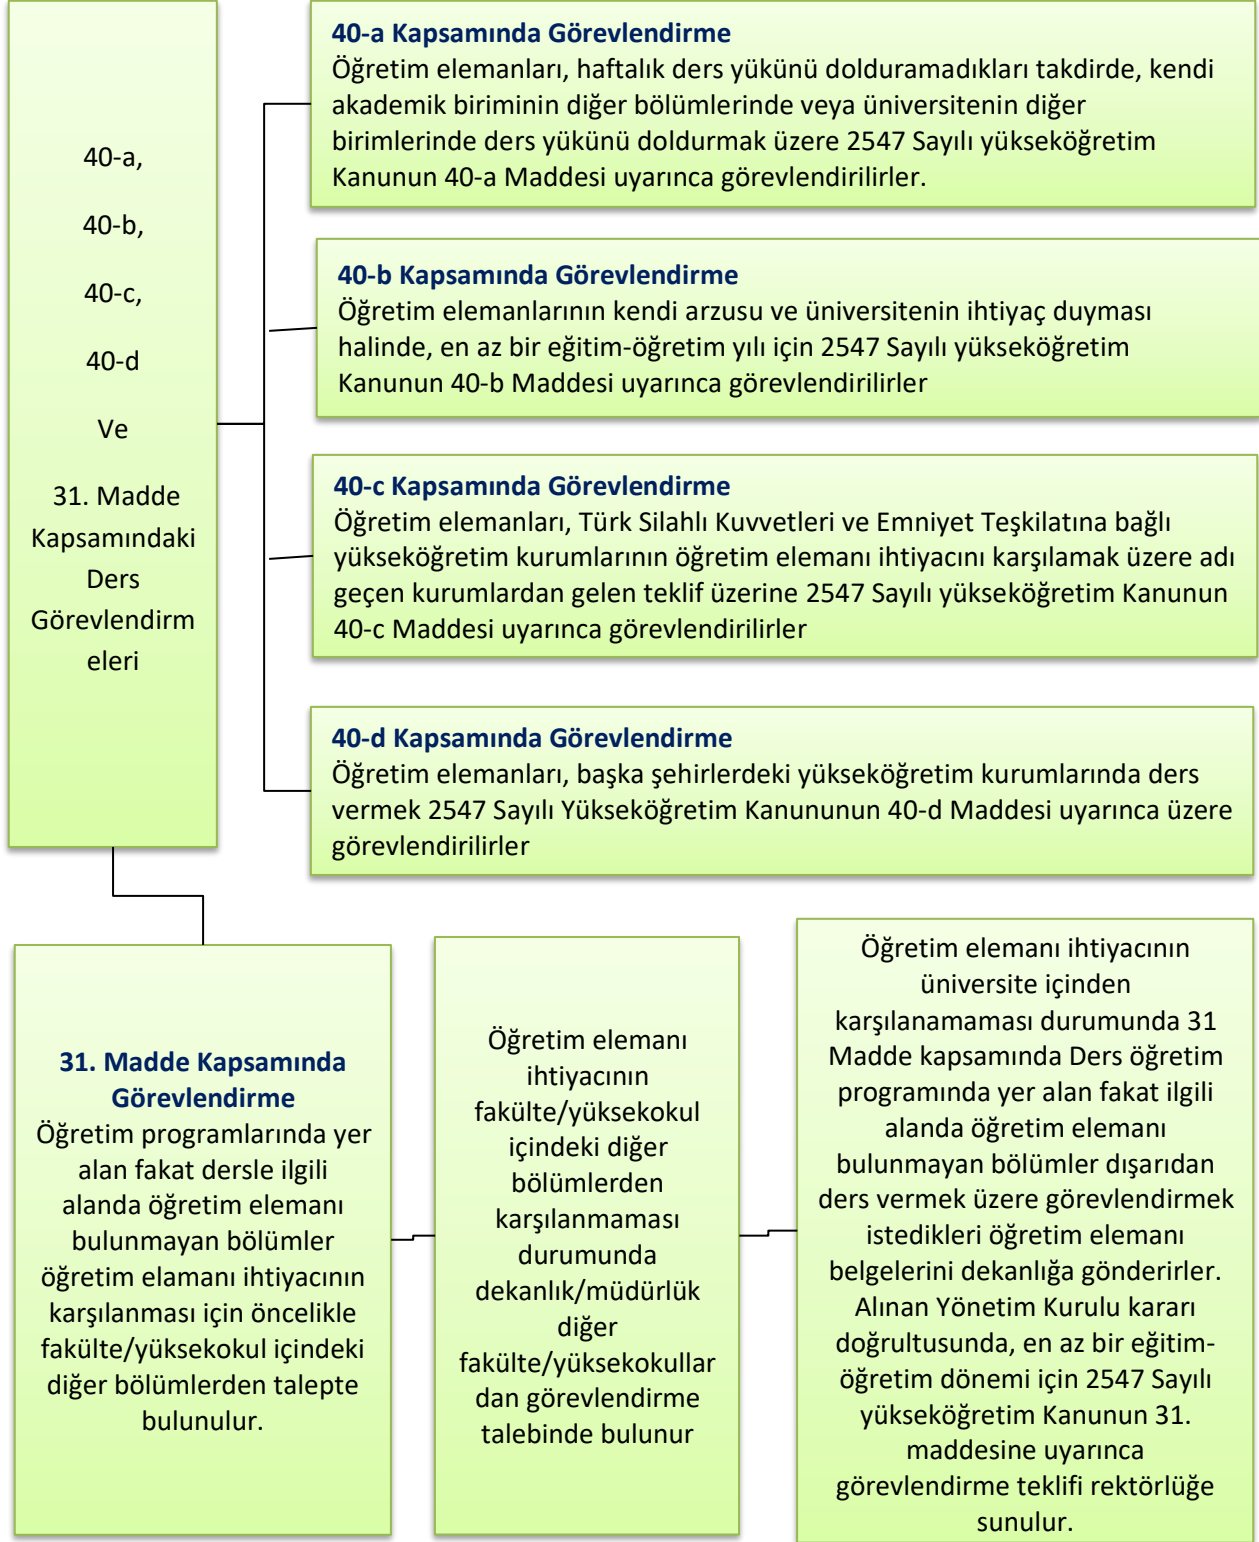 40-a,
40-b,
40-c,
40-d
Ve
31. Madde
Kapsamındaki
Ders
Görevlendirm
eleri
40-a Kapsamında Görevlendirme
Öğretim elemanları, haftalık ders yükünü dolduramadıkları takdirde, kendi
akademik biriminin diğer bölümlerinde veya üniversitenin diğer
birimlerinde ders yükünü doldurmak üzere 2547 Sayılı yükseköğretim
Kanunun 40-a Maddesi uyarınca görevlendirilirler.
40-b Kapsamında Görevlendirme
Öğretim elemanlarının kendi arzusu ve üniversitenin ihtiyaç duyması
halinde, en az bir eğitim-öğretim yılı için 2547 Sayılı yükseköğretim
Kanunun 40-b Maddesi uyarınca görevlendirilirler
40-c Kapsamında Görevlendirme
Öğretim elemanları, Türk Silahlı Kuvvetleri ve Emniyet Teşkilatına bağlı
yükseköğretim kurumlarının öğretim elemanı ihtiyacını karşılamak üzere adı
geçen kurumlardan gelen teklif üzerine 2547 Sayılı yükseköğretim Kanunun
40-c Maddesi uyarınca görevlendirilirler
40-d Kapsamında Görevlendirme
Öğretim elemanları, başka şehirlerdeki yükseköğretim kurumlarında ders
vermek 2547 Sayılı Yükseköğretim Kanununun 40-d Maddesi uyarınca üzere
görevlendirilirler
31. Madde Kapsamında
Görevlendirme
Öğretim programlarında yer
alan fakat dersle ilgili
alanda öğretim elemanı
bulunmayan bölümler
öğretim elamanı ihtiyacının
karşılanması için öncelikle
fakülte/yüksekokul içindeki
diğer bölümlerden talepte
bulunulur.
Öğretim elemanı
ihtiyacının
fakülte/yüksekokul
içindeki diğer
bölümlerden
karşılanmaması
durumunda
dekanlık/müdürlük
diğer
fakülte/yüksekokullar
dan görevlendirme
talebinde bulunur
Öğretim elemanı ihtiyacının
üniversite içinden
karşılanamaması durumunda 31
Madde kapsamında Ders öğretim
programında yer alan fakat ilgili
alanda öğretim elemanı
bulunmayan bölümler dışarıdan
ders vermek üzere görevlendirmek
istedikleri öğretim elemanı
belgelerini dekanlığa gönderirler.
Alınan Yönetim Kurulu kararı
doğrultusunda, en az bir eğitim-
öğretim dönemi için 2547 Sayılı
yükseköğretim Kanunun 31.
maddesine uyarınca
görevlendirme teklifi rektörlüğe
sunulur.